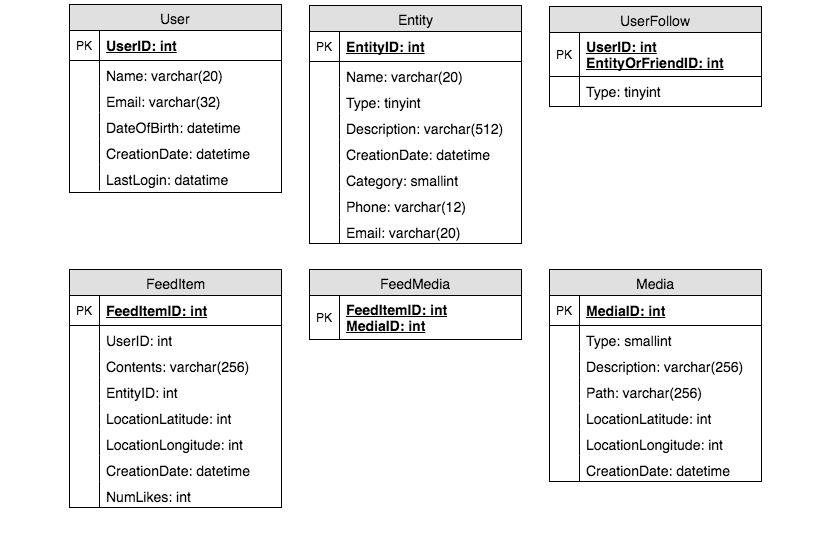 User
PK UserID: int
Name: varchar(20)
Email: varchar(32)
DateOfBirth: datetime
CreationDate: datetime
LastLogin: datatime
Entity
PK EntityID: int
Name: varchar(20)
Type: tinyint
Description: varchar(512)
CreationDate: datetime
Category: smallint
Phone: varchar(12)
Email: varchar(20)
UserFollow
PK UserID: int
EntityOrFriendID: int
Type: tinyint
FeedItem
PK FeedItemID: int
UserID: int
Contents: varchar(256)
EntityID: int
LocationLatitude: int
LocationLongitude: int
CreationDate: datetime
NumLikes: int
FeedMedia
PK FeedItemID: int
MediaID: int
Media
PK MediaID: int
Type: smallint
Description: varchar(256)
Path: varchar(256)
LocationLatitude: int
LocationLongitude: int
CreationDate: datetime